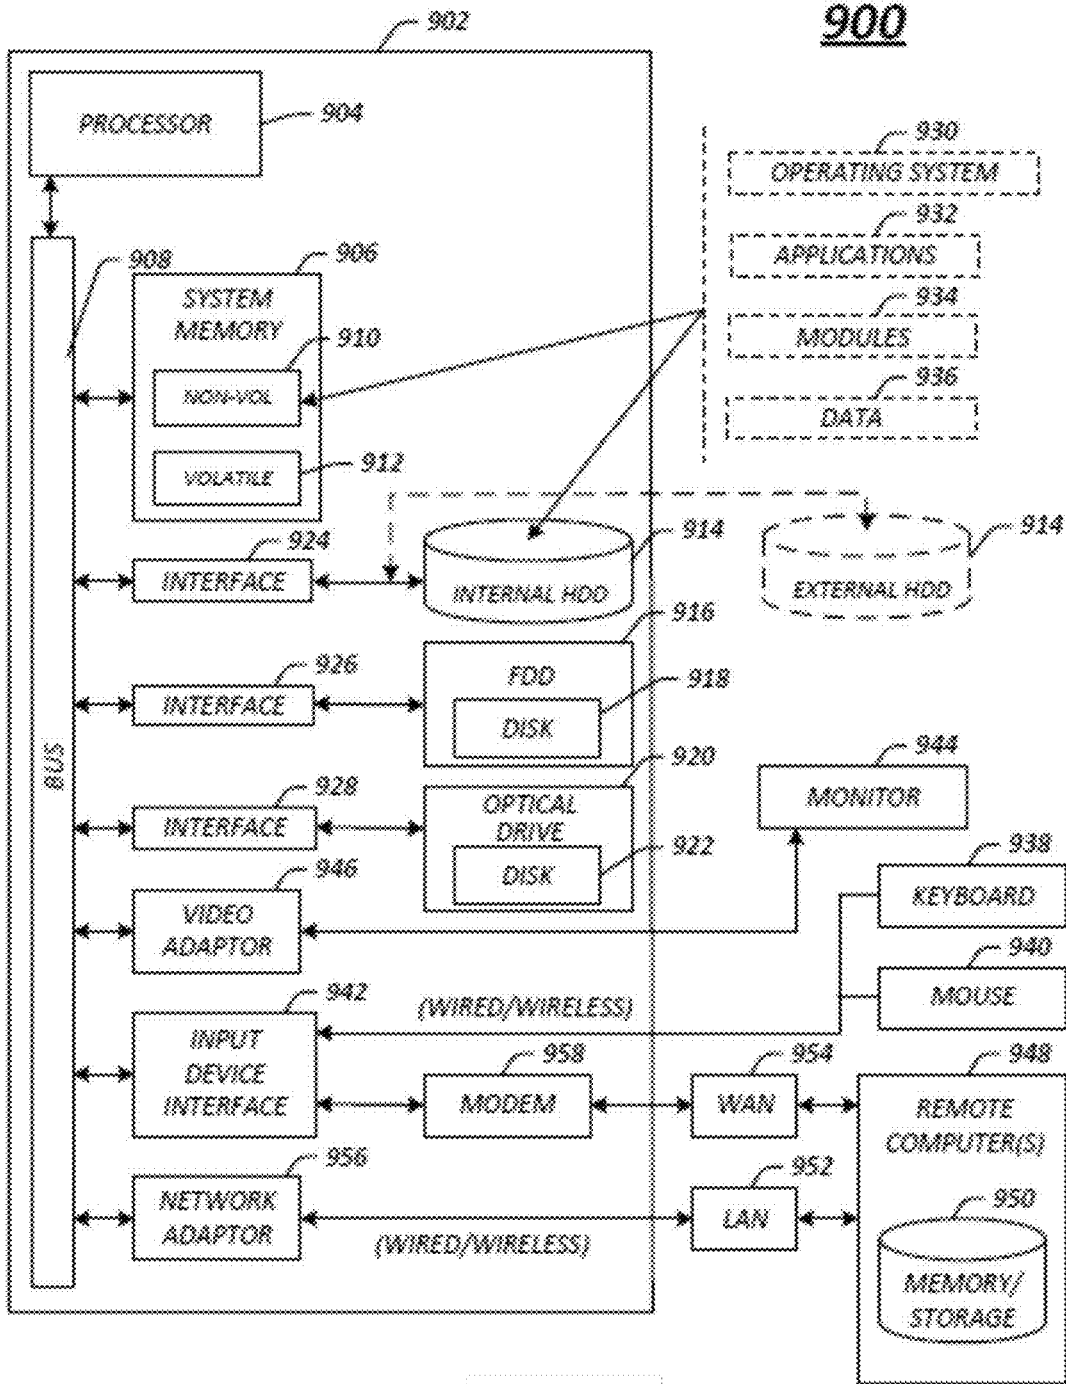 900
902
PROCESSOR
904
930
OPERATING SYSTEM
932
APPLICATIONS
934
MODULES
936
DATA
908
906
SYSTEM
MEMORY
910
NON-VOL
912
VOLATILE
924
INTERFACE
914
INTERNAL HDD
914
EXTERNAL HDD
926
INTERFACE
916
FDD
918
DISK
BUS
928
INTERFACE
920
OPTICAL
DRIVE
922
DISK
944
MONITOR
946
VIDEO
ADAPTOR
938
KEYBOARD
940
MOUSE
942
INPUT
DEVICE
INTERFACE
(WIRED/WIRELESS)
958
MODEM
954
WAN
948
REMOTE
COMPUTER(S)
956
NETWORK
ADAPTOR
(WIRED/WIRELESS)
952
LAN
950
MEMORY/
STORAGE